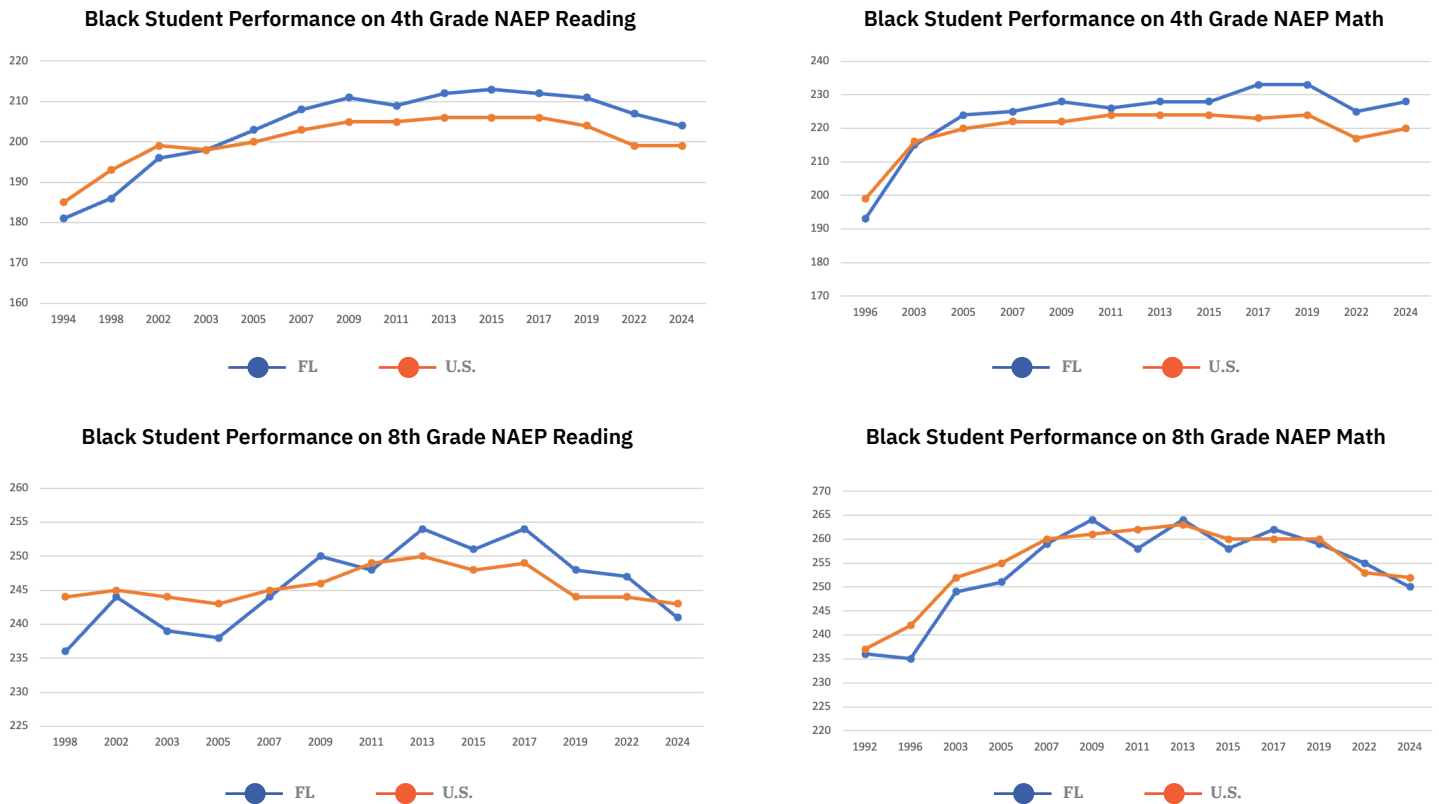 Black Student Performance on 4th Grade NAEP Reading
220
210
200
190
180
170
160
1994 1998 2002 2003 2005 2007 2009 2011 2013 2015 2017 2019 2022 2024
FL U.S.
Black Student Performance on 4th Grade NAEP Math
240
230
220
210
200
190
180
170
1996 2003 2005 2007 2009 2011 2013 2015 2017 2019 2022 2024
FL U.S.
Black Student Performance on 8th Grade NAEP Reading
260
255
250
245
240
235
230
225
1998 2002 2003 2005 2007 2009 2011 2013 2015 2017 2019 2022 2024
FL U.S.
Black Student Performance on 8th Grade NAEP Math
270
265
260
255
250
245
240
235
230
225
220
1992 1996 2003 2005 2007 2009 2011 2013 2015 2017 2019 2022 2024
FL U.S.